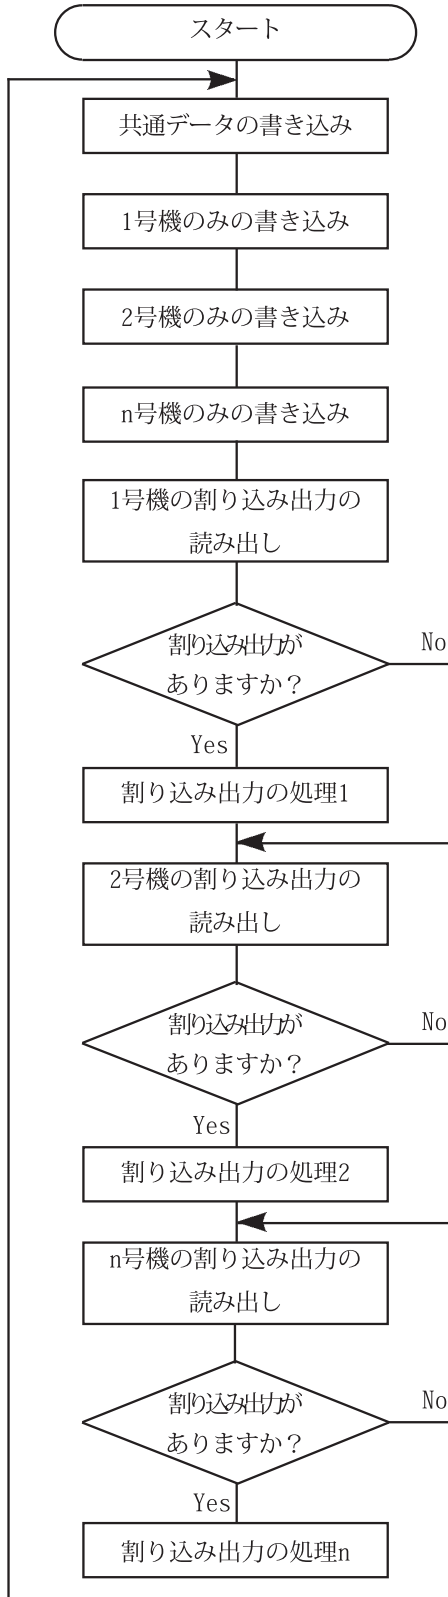 スタート
共通データの書き込み
1号機のみの書き込み
2号機のみの書き込み
n号機のみの書き込み
1号機の割り込み出力の
読み出し
割り込み出力が
ありますか？
No
Yes
割り込み出力の処理1
2号機の割り込み出力の
読み出し
割り込み出力が
ありますか？
No
Yes
割り込み出力の処理2
n号機の割り込み出力の
読み出し
割り込み出力が
ありますか？
No
Yes
割り込み出力の処理n